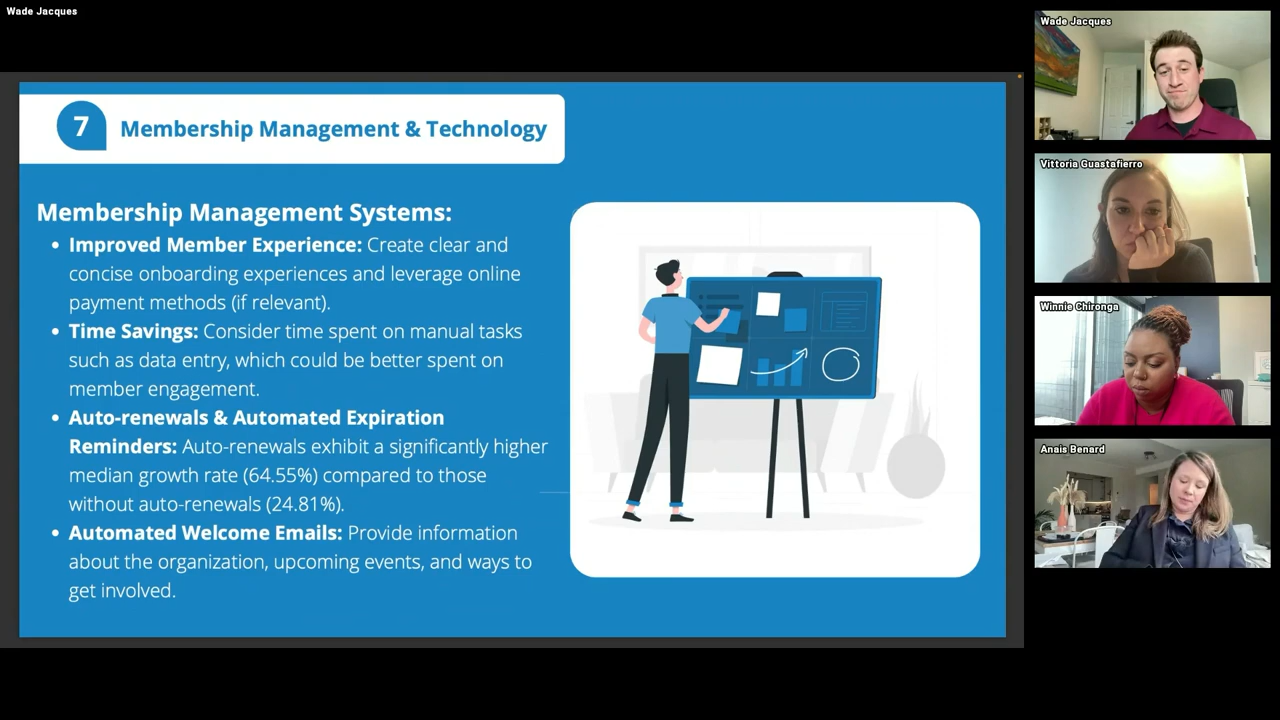 Wade Jacques
7
Membership Management & Technology
Membership Management Systems:
• Improved Member Experience: Create clear and
concise onboarding experiences and leverage online
payment methods (if relevant).
• Time Savings: Consider time spent on manual tasks
such as data entry, which could be better spent on
member engagement.
• Auto-renewals & Automated Expiration
Reminders: Auto-renewals exhibit a significantly higher
median growth rate (64.55%) compared to those
without auto-renewals (24.81%).
• Automated Welcome Emails: Provide information
about the organization, upcoming events, and ways to
get involved.
Wade Jacques
Vittoria Guastafierro
Winnie Chironga
Anais Benard